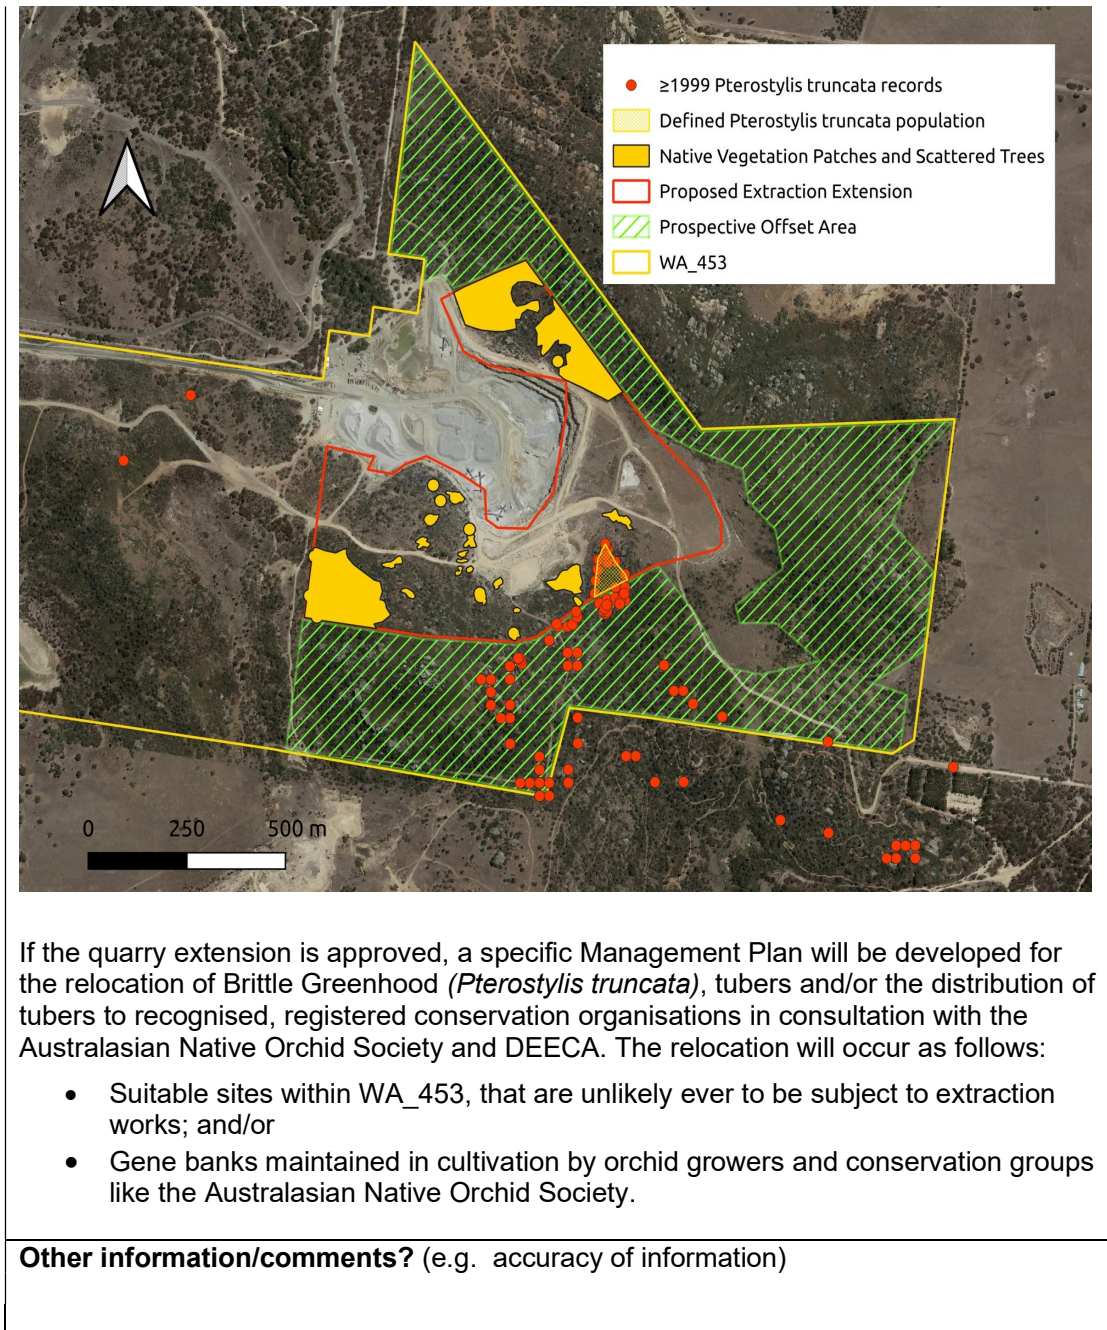 ≥1999 Pterostylis truncata records
Defined Pterostylis truncata population
Native Vegetation Patches and Scattered Trees
Proposed Extraction Extension
Prospective Offset Area
WA_453
0 250 500 m
If the quarry extension is approved, a specific Management Plan will be developed for
the relocation of Brittle Greenhood (Pterostylis truncata), tubers and/or the distribution of
tubers to recognised, registered conservation organisations in consultation with the
Australasian Native Orchid Society and DEECA. The relocation will occur as follows:
• Suitable sites within WA_453, that are unlikely ever to be subject to extraction
works; and/or
• Gene banks maintained in cultivation by orchid growers and conservation groups
like the Australasian Native Orchid Society.
Other information/comments? (e.g. accuracy of information)